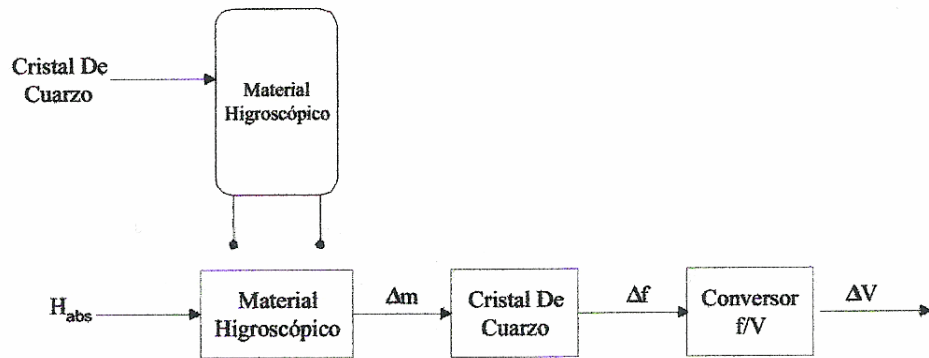 Cristal De
Cuarzo
Material
Higroscópico
H_abs
Material
Higroscópico
Δm
Cristal De
Cuarzo
Δf
Conversor
f/V
ΔV